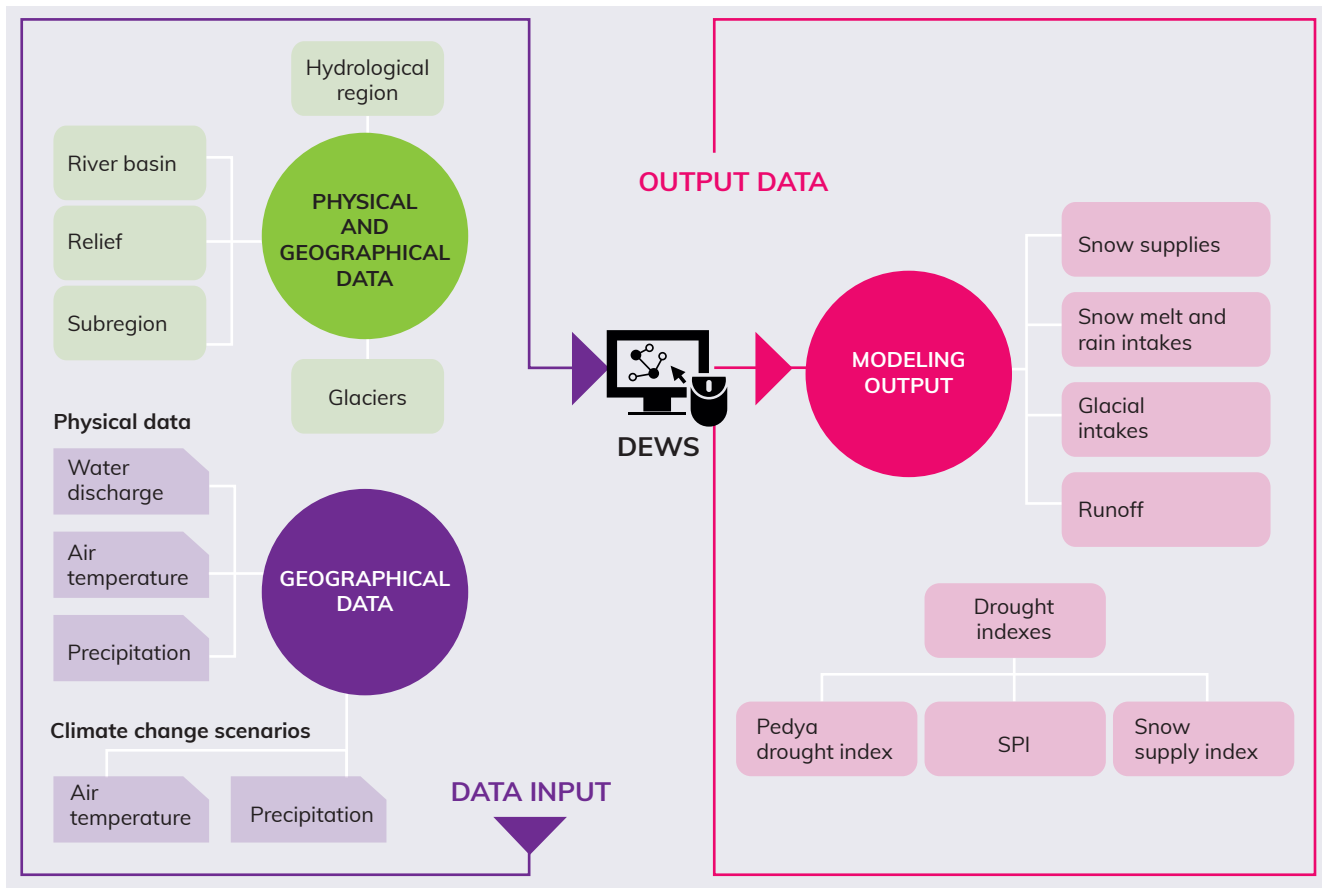 Hydrological
region
River basin
Relief
Subregion
PHYSICAL
AND
GEOGRAPHICAL
DATA
Glaciers
Physical data
Water
discharge
Air
temperature
Precipitation
GEOGRAPHICAL
DATA
Climate change scenarios
Air
temperature
Precipitation
DATA INPUT
DEWS
OUTPUT DATA
MODELING
OUTPUT
Snow supplies
Snow melt and
rain intakes
Glacial
intakes
Runoff
Drought
indexes
Pedya
drought index
SPI
Snow
supply index